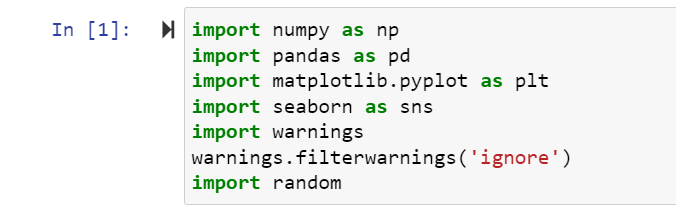 In [1]: import numpy as np
import pandas as pd
import matplotlib.pyplot as plt
import seaborn as sns
import warnings
warnings.filterwarnings('ignore')
import random